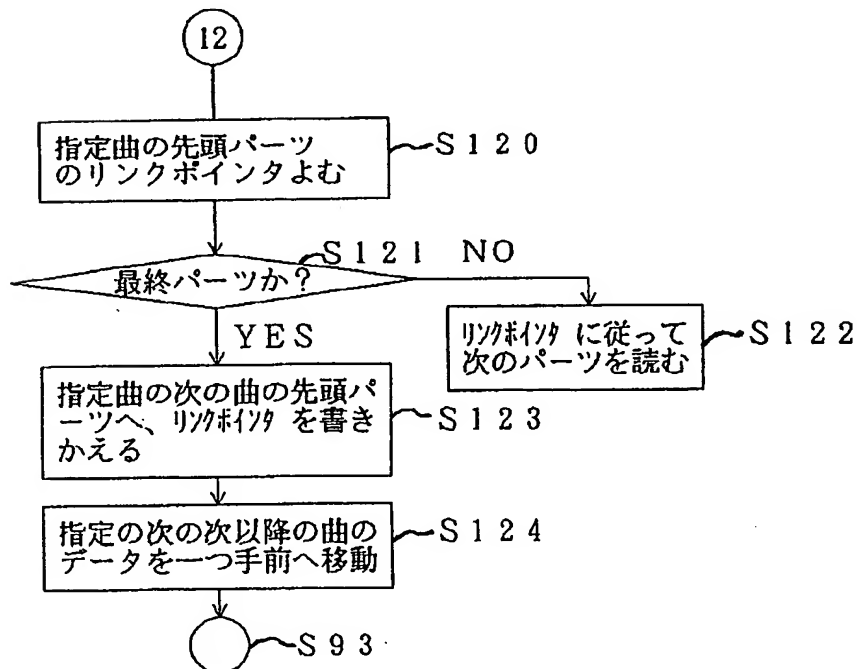 12
指定曲の先頭パーツ
のリンクポインタよむ
S120
S121 NO
最終パーツか?
YES
リンクポインタ に従って
次のパーツを読む
S122
指定曲の次の曲の先頭パ
ーツへ、リンクポインタ を書き
かえる
S123
指定の次の次以降の曲の
データを一つ手前へ移動
S124
S93